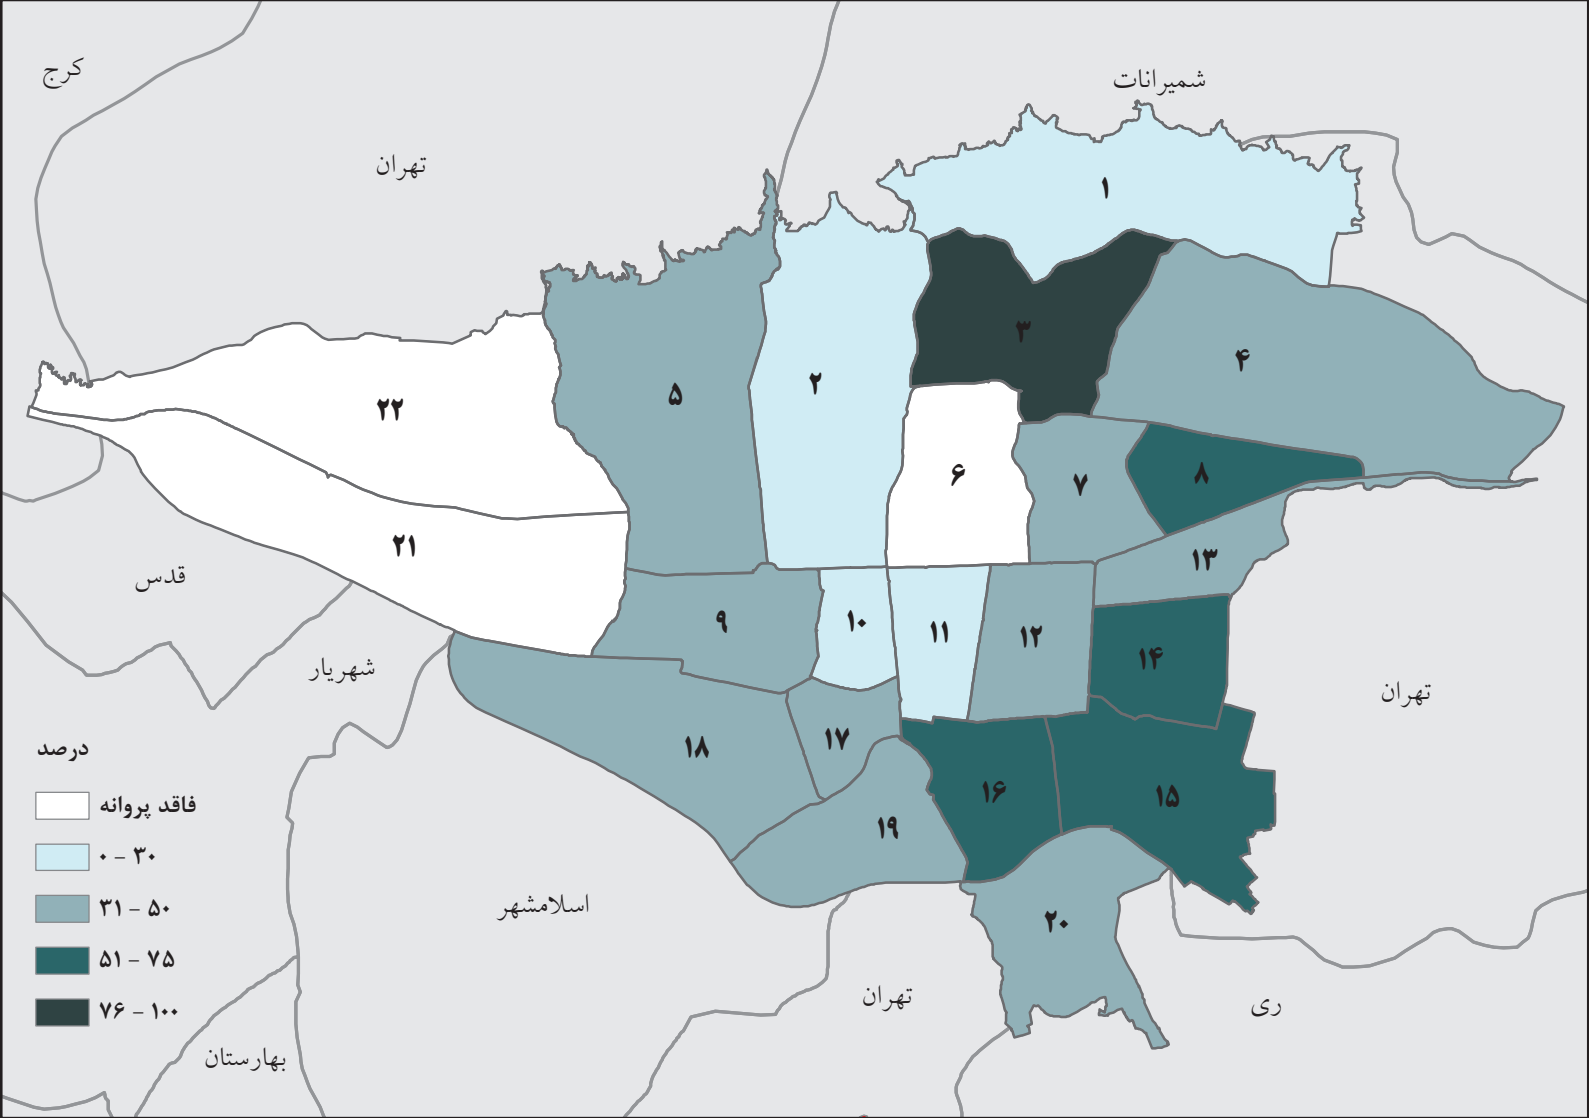 کرج
شمیرانات
تهران
۱
۳
۴
۲
۵
۲۲
۶
۷
۸
۲۱
۱۳
قدس
۹
۱۰
۱۱
۱۲
۱۴
شهریار
تهران
۱۸
۱۷
۱۶
۱۵
۱۹
اسلامشهر
۲۰
تهران
ری
بهارستان
درصد
فاقد پروانه
۰ - ۳۰
۳۱ - ۵۰
۵۱ - ۷۵
۷۶ - ۱۰۰